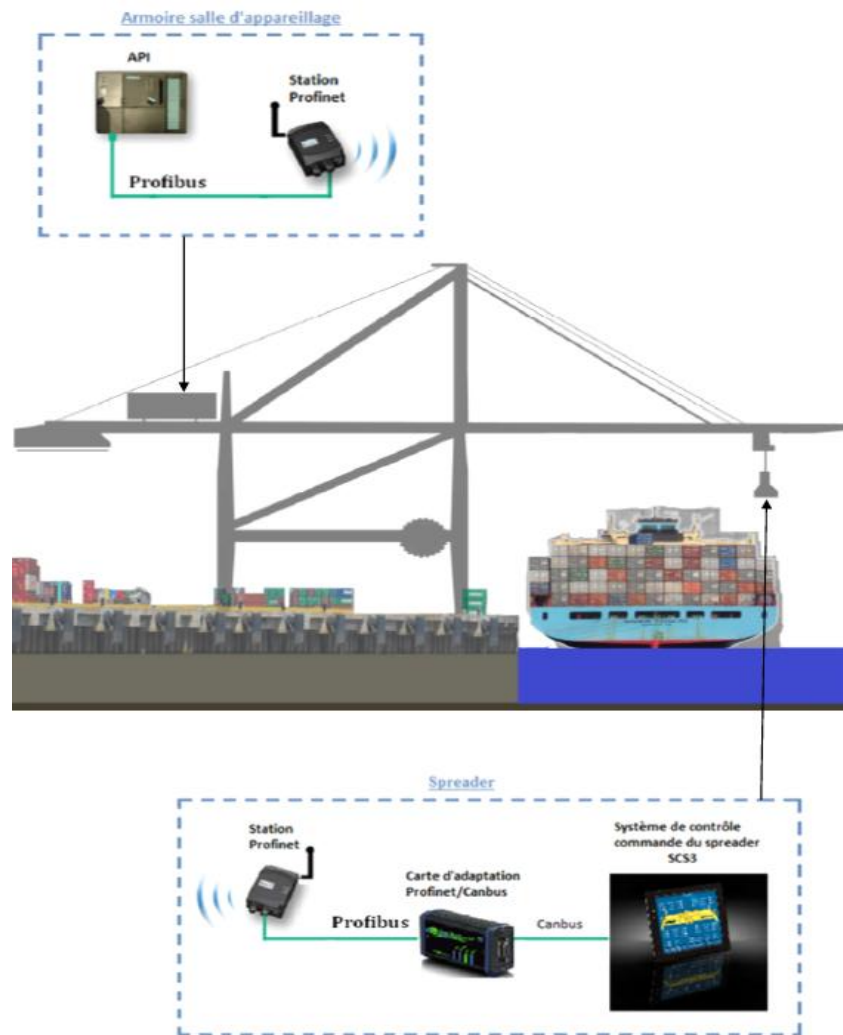 Armoire salle d'appareillage
API
Station
Profinet
Profibus
Spreader
Station
Profinet
Carte d'adaptation
Profinet/Canbus
Système de contrôle
commande du spreader
SCS3
Profibus
Canbus